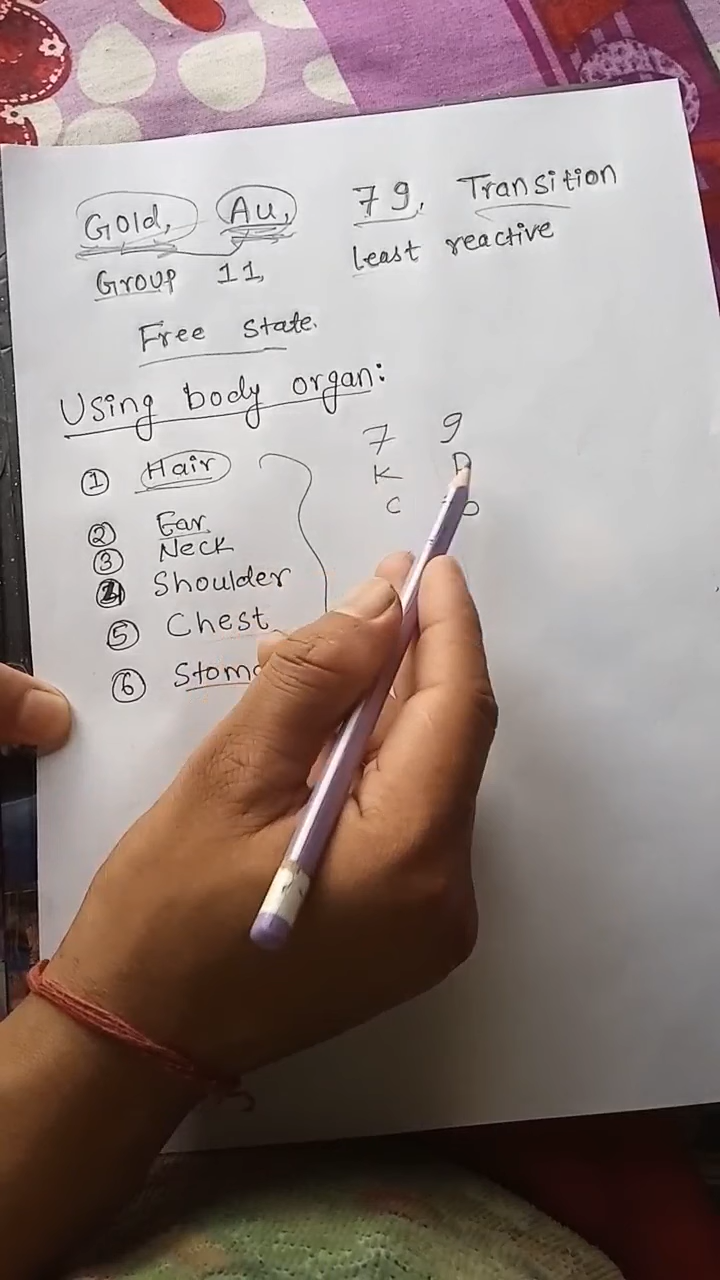 Gold, Au, 79, Transition
Group 11, least reactive
Free state.
Using body organ:
① Hair
② Ear
③ Neck
④ Shoulder
⑤ Chest
⑥
7 9
K
C